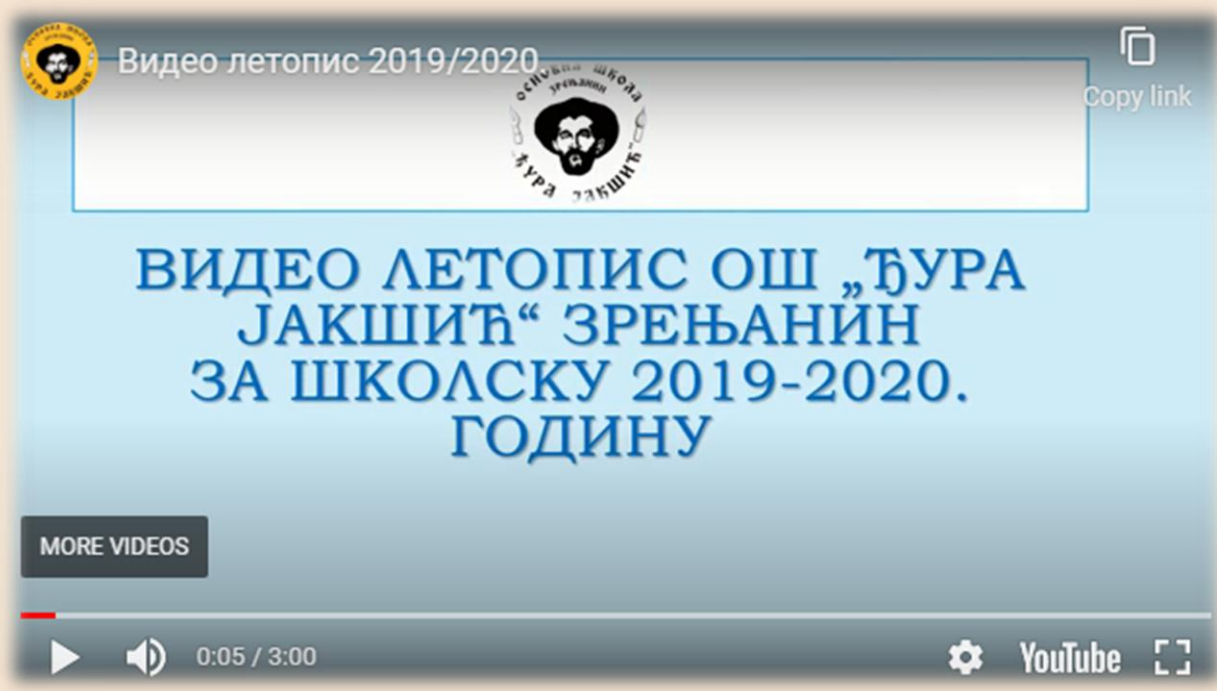 Видео летопис 2019/2020.
Copy link
ОСНОВНА ШКОЛА
ЗРЕЊАНИН
"ЂУРА ЈАКШИЋ"
ВИДЕО ЛЕТОПИС ОШ „ЂУРА
ЈАКШИЋ“ ЗРЕЊАНИН
ЗА ШКОЛСКУ 2019-2020.
ГОДИНУ
MORE VIDEOS
0:05 / 3:00
YouTube